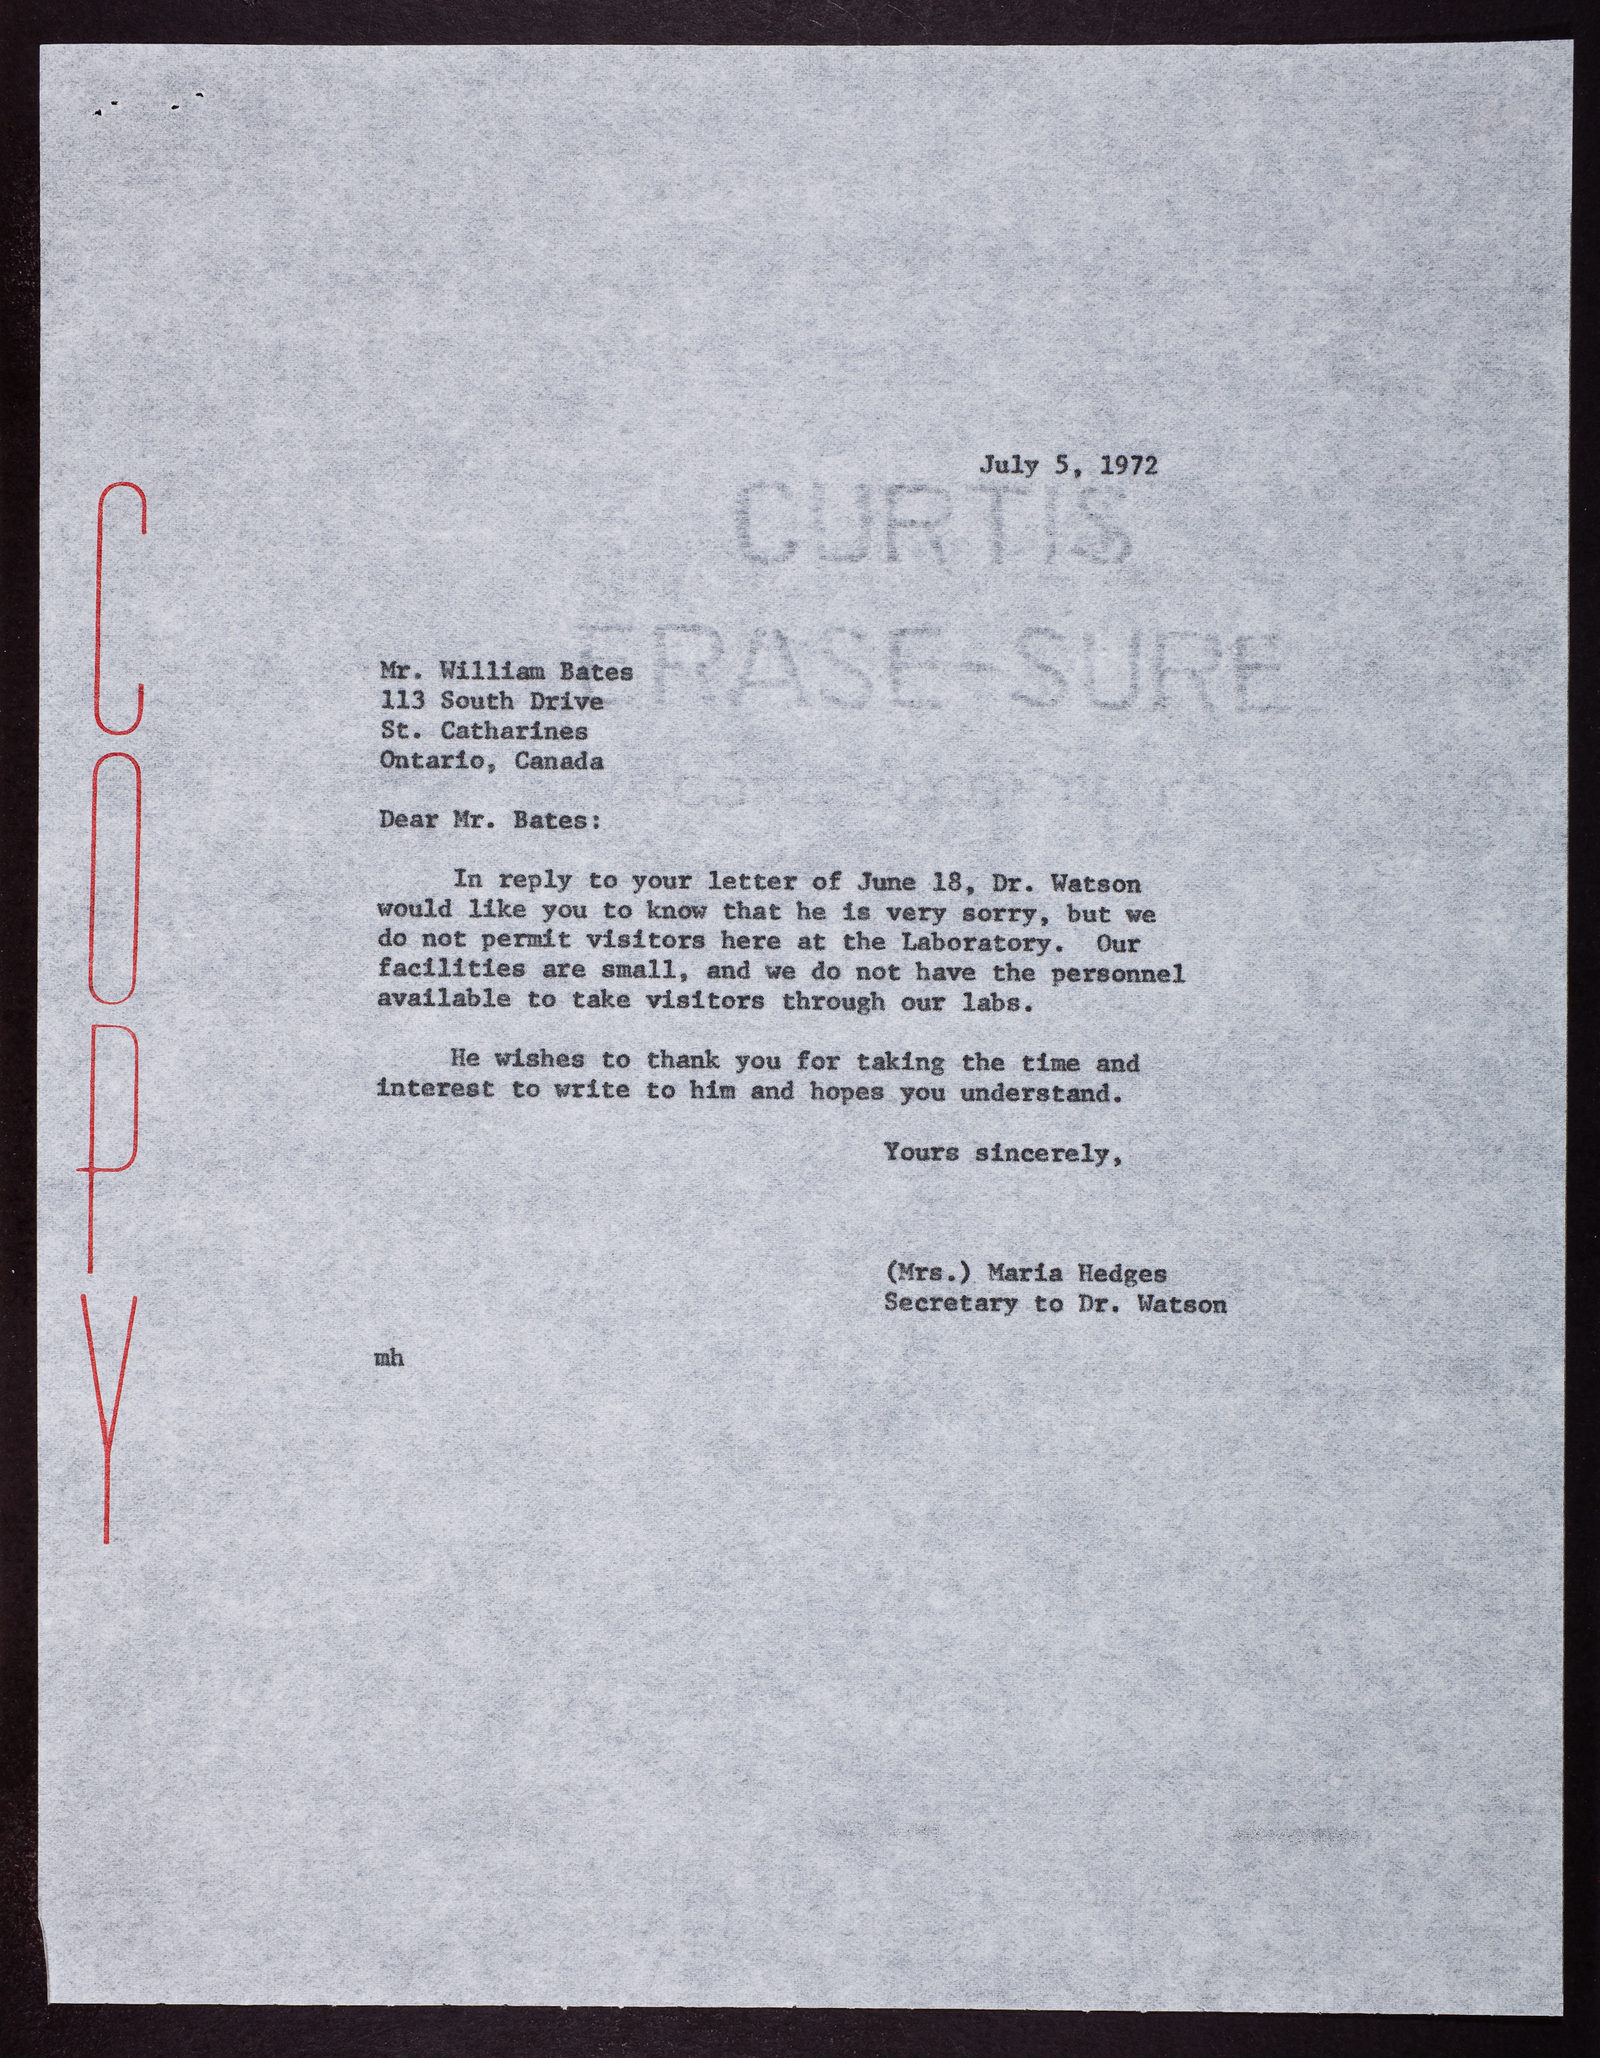 July 5, 1972
CURTIS
ERASE-SURE
Mr. William Bates
113 South Drive
St. Catharines
Ontario, Canada
Dear Mr. Bates:
In reply to your letter of June 18, Dr. Watson
would like you to know that he is very sorry, but we
do not permit visitors here at the Laboratory. Our
facilities are small, and we do not have the personnel
available to take visitors through our labs.
He wishes to thank you for taking the time and
interest to write to him and hopes you understand.
Yours sincerely,
(Mrs.) Maria Hedges
Secretary to Dr. Watson
mh
COPY